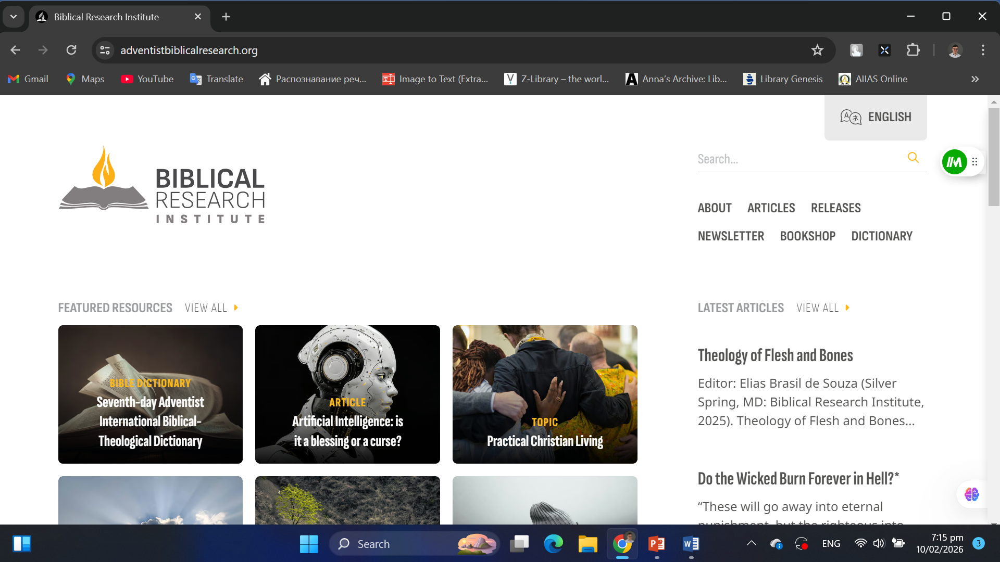 Biblical Research Institute
adventistbiblicalresearch.org
Gmail
Maps
YouTube
Translate
Распознавание реч...
Image to Text (Extra...
Z-Library – the worl...
Anna's Archive: Lib...
Library Genesis
AIIAS Online
ENGLISH
BIBLICAL
RESEARCH
INSTITUTE
Search...
ABOUT ARTICLES RELEASES
NEWSLETTER BOOKSHOP DICTIONARY
FEATURED RESOURCES VIEW ALL
BIBLE DICTIONARY
Seventh-day Adventist
International Biblical-
Theological Dictionary
ARTICLE
Artificial Intelligence: is
it a blessing or a curse?
TOPIC
Practical Christian Living
LATEST ARTICLES VIEW ALL
Theology of Flesh and Bones
Editor: Elias Brasil de Souza (Silver
Spring, MD: Biblical Research Institute,
2025). Theology of Flesh and Bones...
Do the Wicked Burn Forever in Hell?*
“These will go away into eternal
punishment, but the righteous into
Search
ENG
7:15 pm
10/02/2026
3